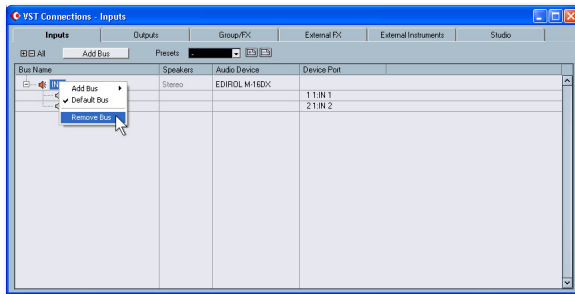 VST Connections - Inputs
Inputs Outputs Group/FX External FX External Instruments Studio
All Add Bus Presets -
Bus Name Speakers Audio Device Device Port
Stereo EDIROL M-16DX
1 1:IN 1
2 1:IN 2
Add Bus
Default Bus
Remove Bus